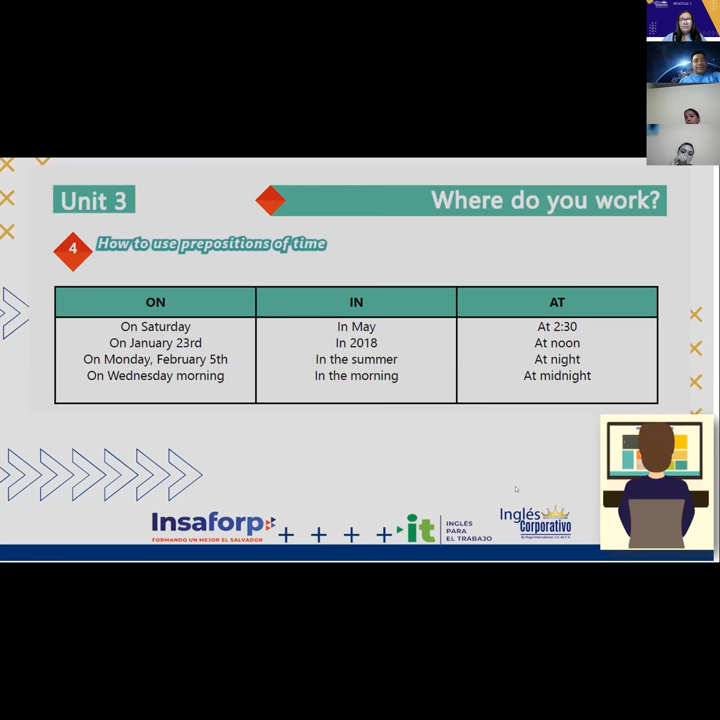 MODULE 1
Unit 3
Where do you work?
4
How to use prepositions of time
ON
IN
AT
On Saturday
In May
At 2:30
On January 23rd
In 2018
At noon
On Monday, February 5th
In the summer
At night
On Wednesday morning
In the morning
At midnight
Insaforp
FORMANDO UN MEJOR EL SALVADOR
it
INGLÉS
PARA
EL TRABAJO
Inglés
Corporativo